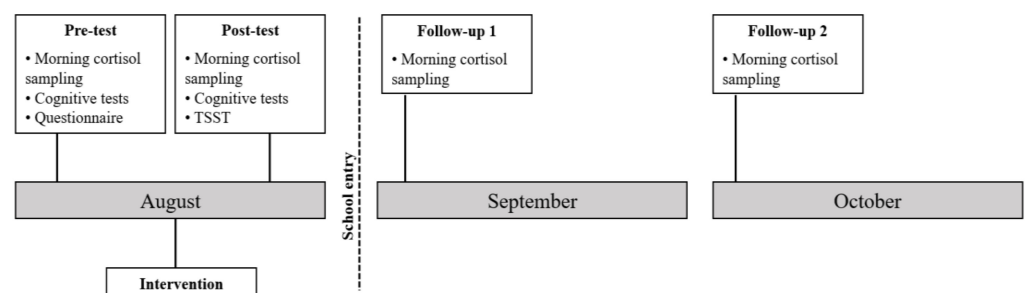 Pre-test
• Morning cortisol
sampling
• Cognitive tests
• Questionnaire
Post-test
• Morning cortisol
sampling
• Cognitive tests
• TSST
Follow-up 1
• Morning cortisol
sampling
Follow-up 2
• Morning cortisol
sampling
August
School entry
September
October
Intervention